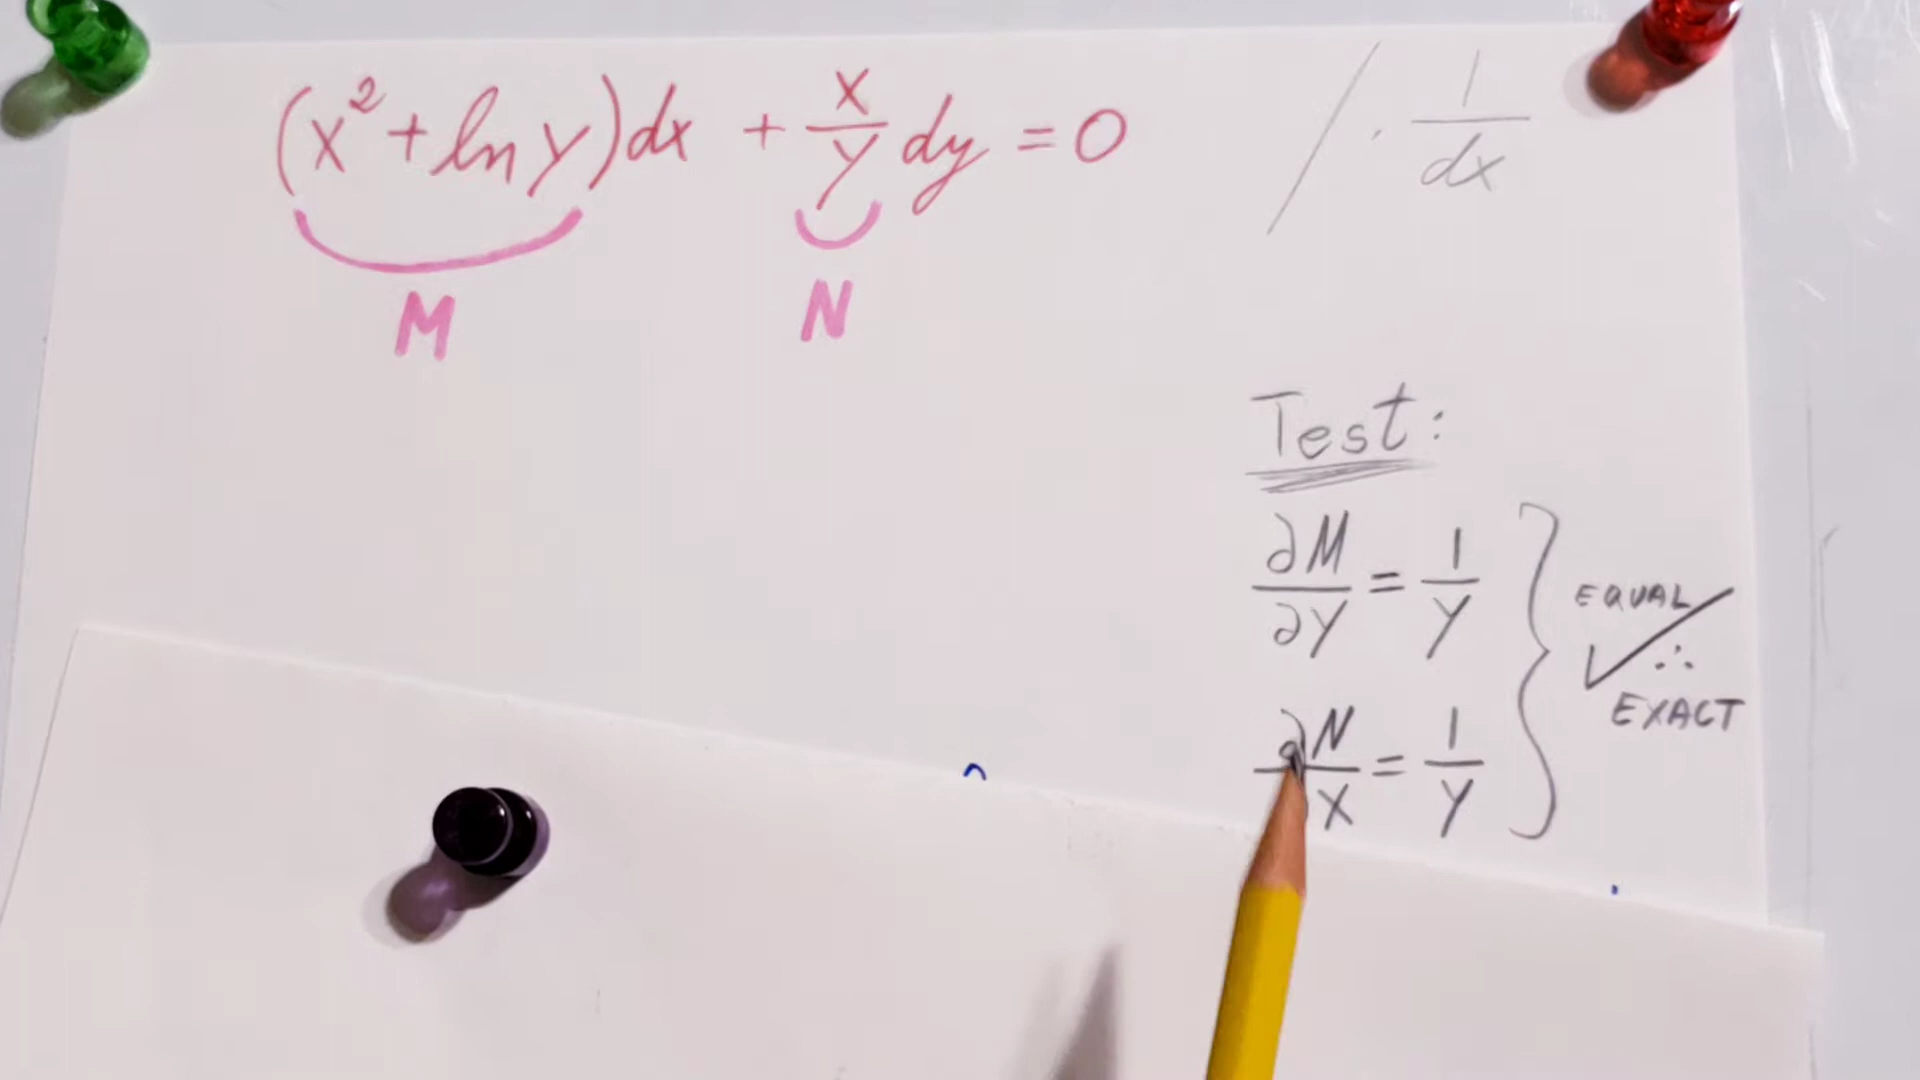 (x² + ln y) dx + x/y dy = 0 / · 1/dx
M N
Test:
∂M/∂y = 1/y
EQUAL ✓ ∴
EXACT
∂N/∂x = 1/y